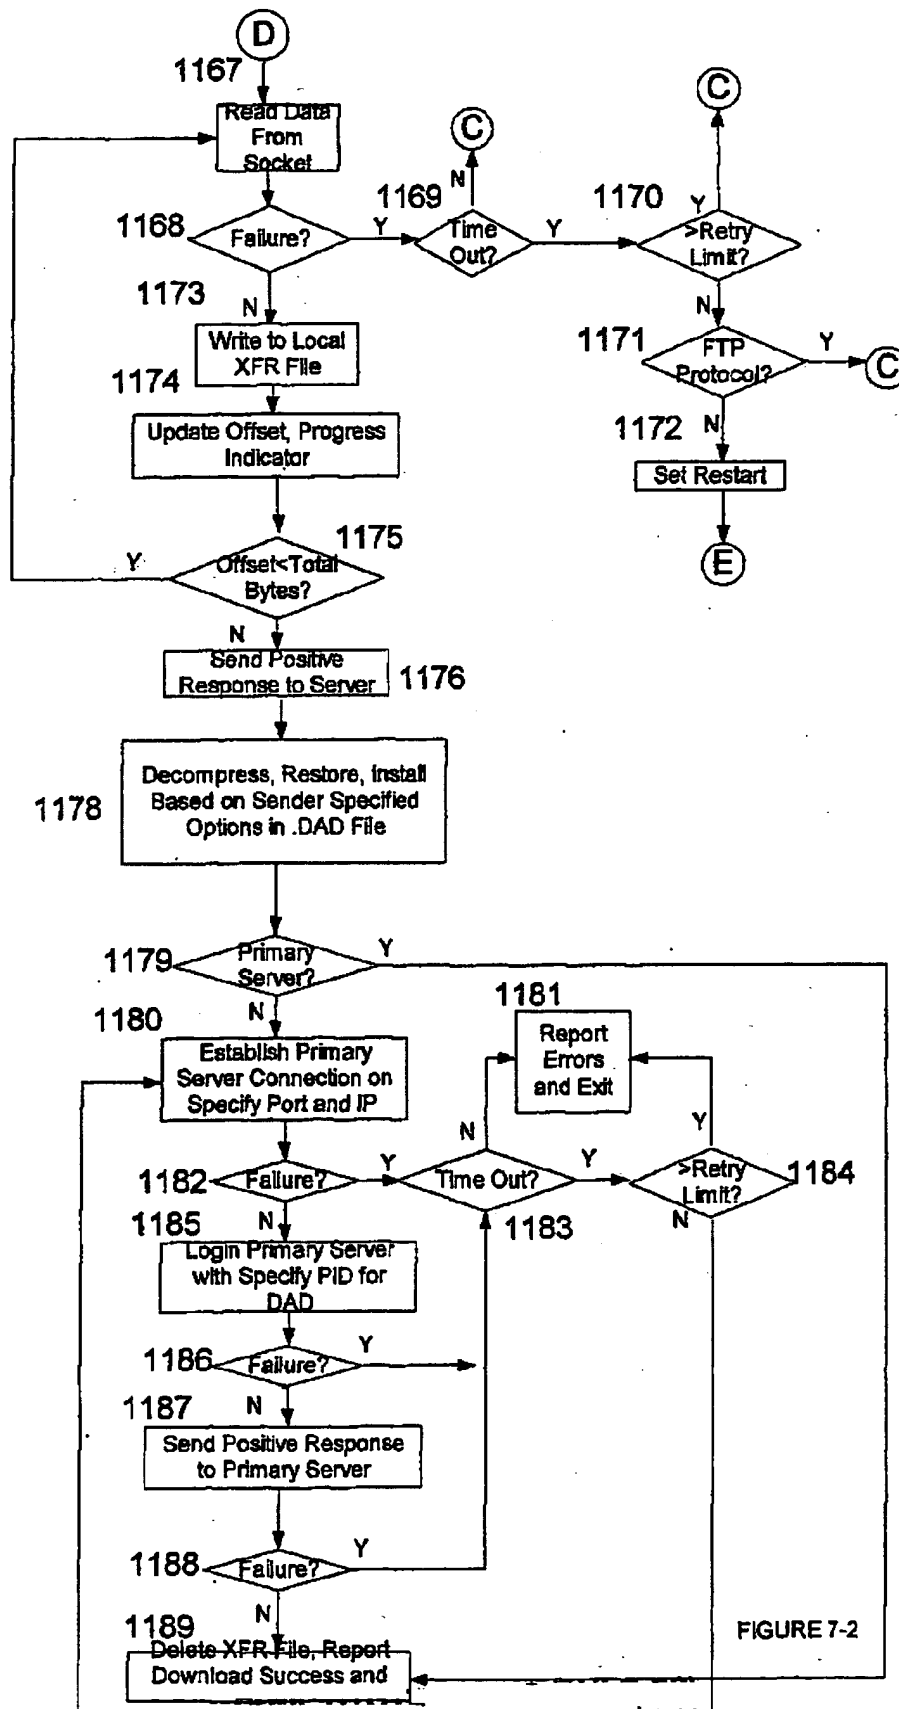 D
1167
Read Data
From
Socket
C
C
N
1169
1170
Y
1168
Failure?
Y
Time
Out?
Y
>Retry
Limit?
1173
N
N
Write to Local
XFR File
1171
FTP
Protocol?
Y
C
1174
Update Offset, Progress
Indicator
1172
N
Set Restart
1175
Y
Offset<Total
Bytes?
E
N
Send Positive
Response to Server
1176
1178
Decompress, Restore, Install
Based on Sender Specified
Options in .DAD File
1179
Primary
Server?
Y
N
1180
Establish Primary
Server Connection on
Specify Port and IP
1181
Report
Errors
and Exit
N
Y
1182
Failure?
Y
Time Out?
Y
>Retry
Limit?
1184
N
1183
N
1185
Login Primary Server
with Specify PID for
DAD
1186
Failure?
Y
N
1187
Send Positive Response
to Primary Server
1188
Failure?
Y
N
1189
Delete XFR File, Report
Download Success and
FIGURE 7-2